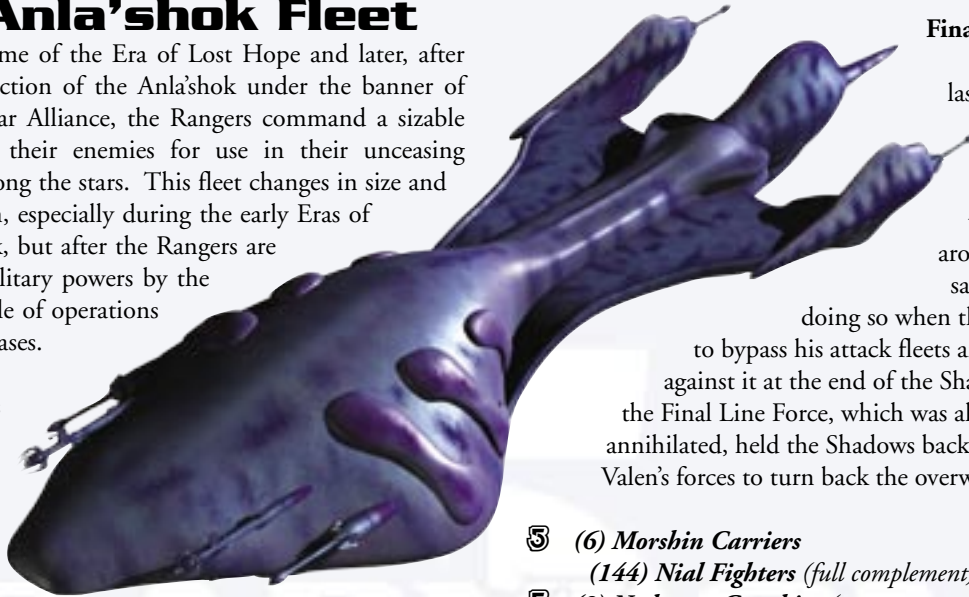 Anla'shok Fleet
me of the Era of Lost Hope and later, after
ction of the Anla'shok under the banner of
ar Alliance, the Rangers command a sizable
their enemies for use in their unceasing
ong the stars. This fleet changes in size and
n, especially during the early Eras of
k, but after the Rangers are
litary powers by the
le of operations
ases.
Fina
las
aro
sa
doing so when th
to bypass his attack fleets a
against it at the end of the Sha
the Final Line Force, which was al
annihilated, held the Shadows back
Valen's forces to turn back the overw
5 (6) Morshin Carriers
(144) Nial Fighters (full complement)